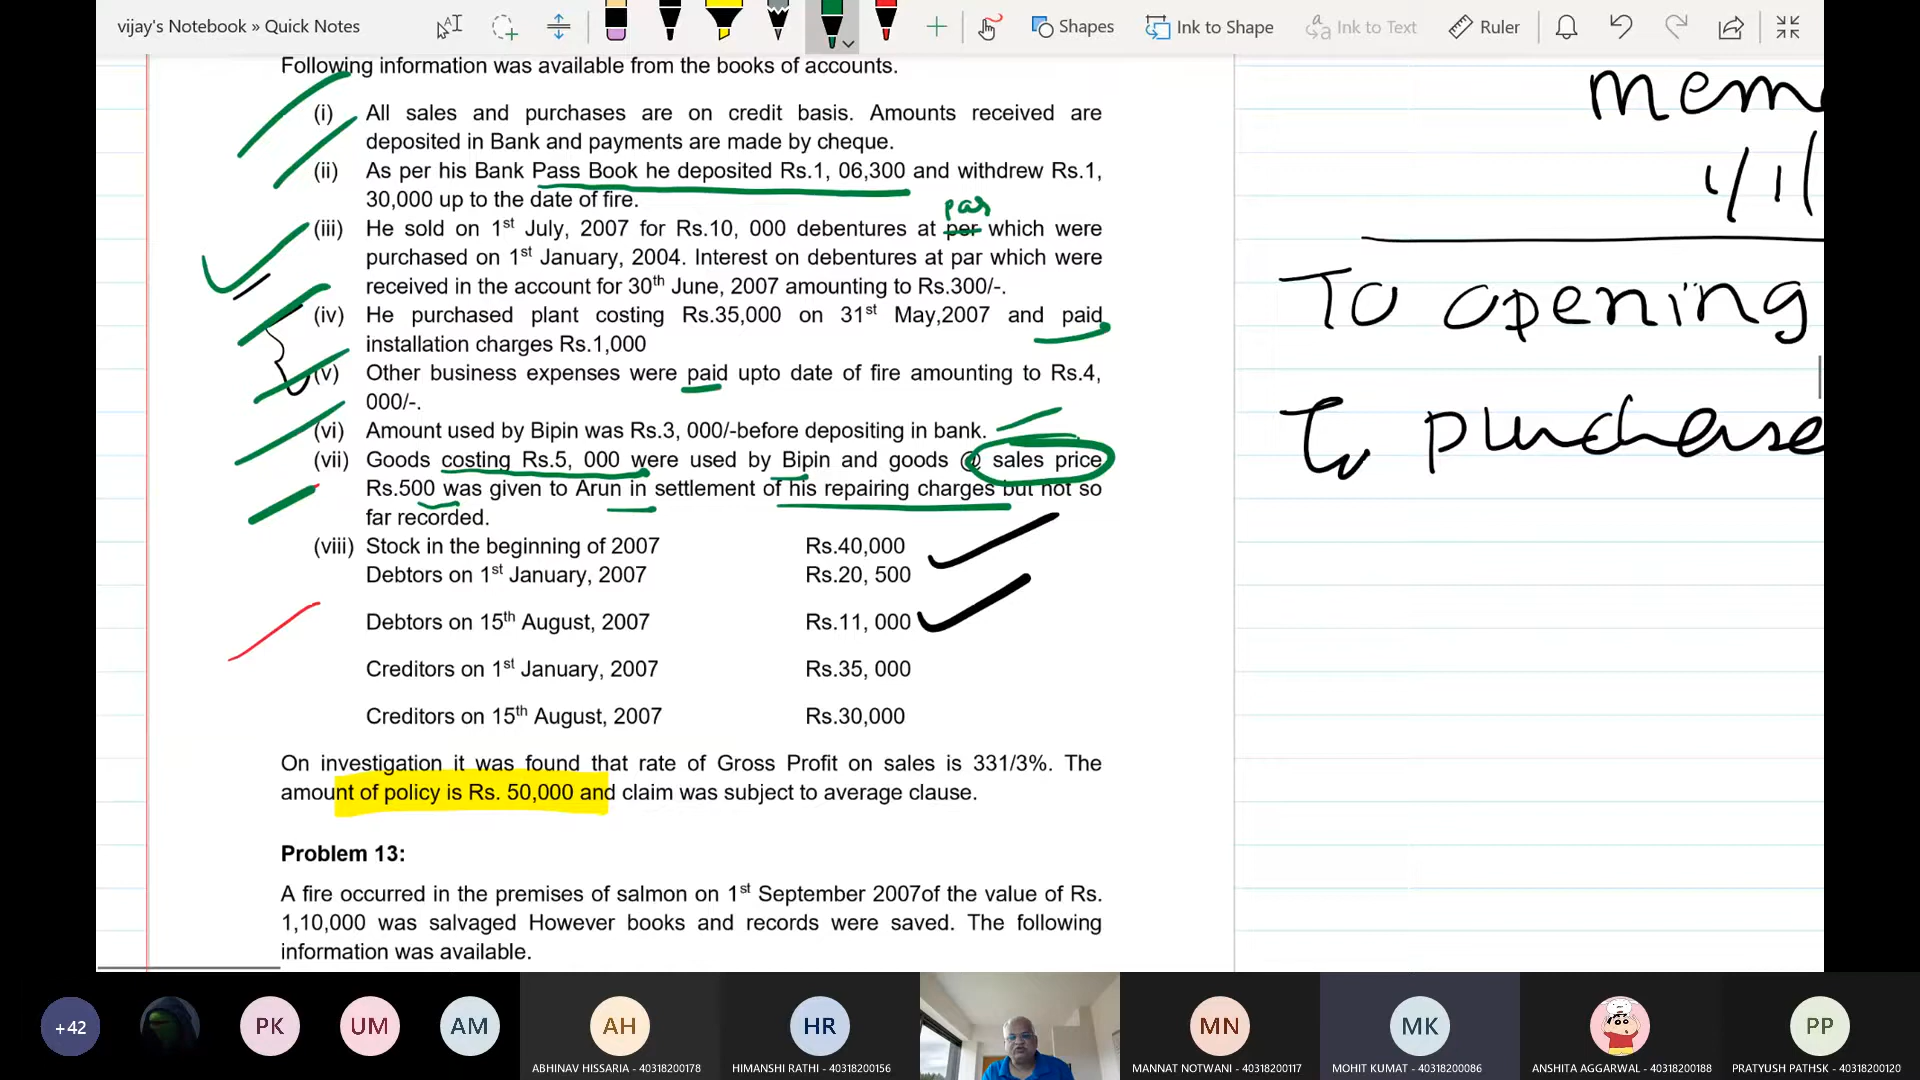 vijay's Notebook » Quick Notes
Shapes
Ink to Shape
Ink to Text
Ruler
Following information was available from the books of accounts.
(i) All sales and purchases are on credit basis. Amounts received are
deposited in Bank and payments are made by cheque.
(ii) As per his Bank Pass Book he deposited Rs.1, 06,300 and withdrew Rs.1,
30,000 up to the date of fire.
par
(iii) He sold on 1st July, 2007 for Rs.10, 000 debentures at per which were
purchased on 1st January, 2004. Interest on debentures at par which were
received in the account for 30th June, 2007 amounting to Rs.300/-.
(iv) He purchased plant costing Rs.35,000 on 31st May,2007 and paid
installation charges Rs.1,000
(v) Other business expenses were paid upto date of fire amounting to Rs.4,
000/-.
(vi) Amount used by Bipin was Rs.3, 000/-before depositing in bank.
(vii) Goods costing Rs.5, 000 were used by Bipin and goods @ sales price
Rs.500 was given to Arun in settlement of his repairing charges but not so
far recorded.
(viii) Stock in the beginning of 2007 Rs.40,000
Debtors on 1st January, 2007 Rs.20, 500
Debtors on 15th August, 2007 Rs.11, 000
Creditors on 1st January, 2007 Rs.35, 000
Creditors on 15th August, 2007 Rs.30,000
On investigation it was found that rate of Gross Profit on sales is 331/3%. The
amount of policy is Rs. 50,000 and claim was subject to average clause.
Problem 13:
A fire occurred in the premises of salmon on 1st September 2007of the value of Rs.
1,10,000 was salvaged However books and records were saved. The following
information was available.
mem
1/1/
To opening
To purchase
+42
PK
UM
AM
AH
ABHINAV HISSARIA - 40318200178
HR
HIMANSHI RATHI - 40318200156
MN
MANNAT NOTWANI - 40318200117
MK
MOHIT KUMAT - 40318200086
ANSHITA AGGARWAL - 40318200188
PP
PRATYUSH PATHSK - 40318200120